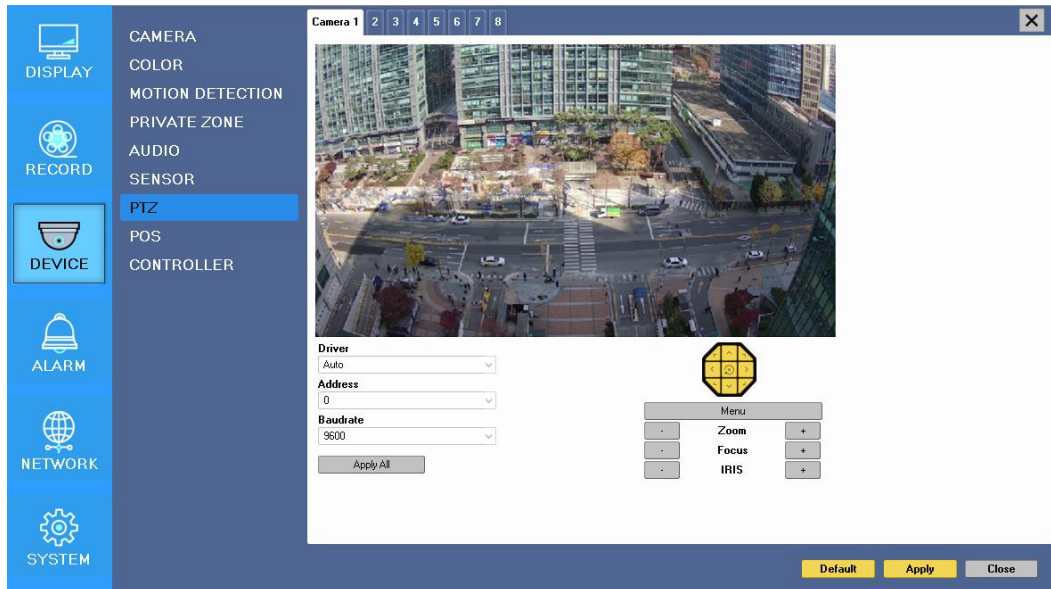 DISPLAY
RECORD
DEVICE
ALARM
NETWORK
SYSTEM
CAMERA
COLOR
MOTION DETECTION
PRIVATE ZONE
AUDIO
SENSOR
PTZ
POS
CONTROLLER
Camera 1 2 3 4 5 6 7 8
Driver
Auto
Address
0
Baudrate
9600
Apply All
Menu
- Zoom +
- Focus +
- IRIS +
Default Apply Close